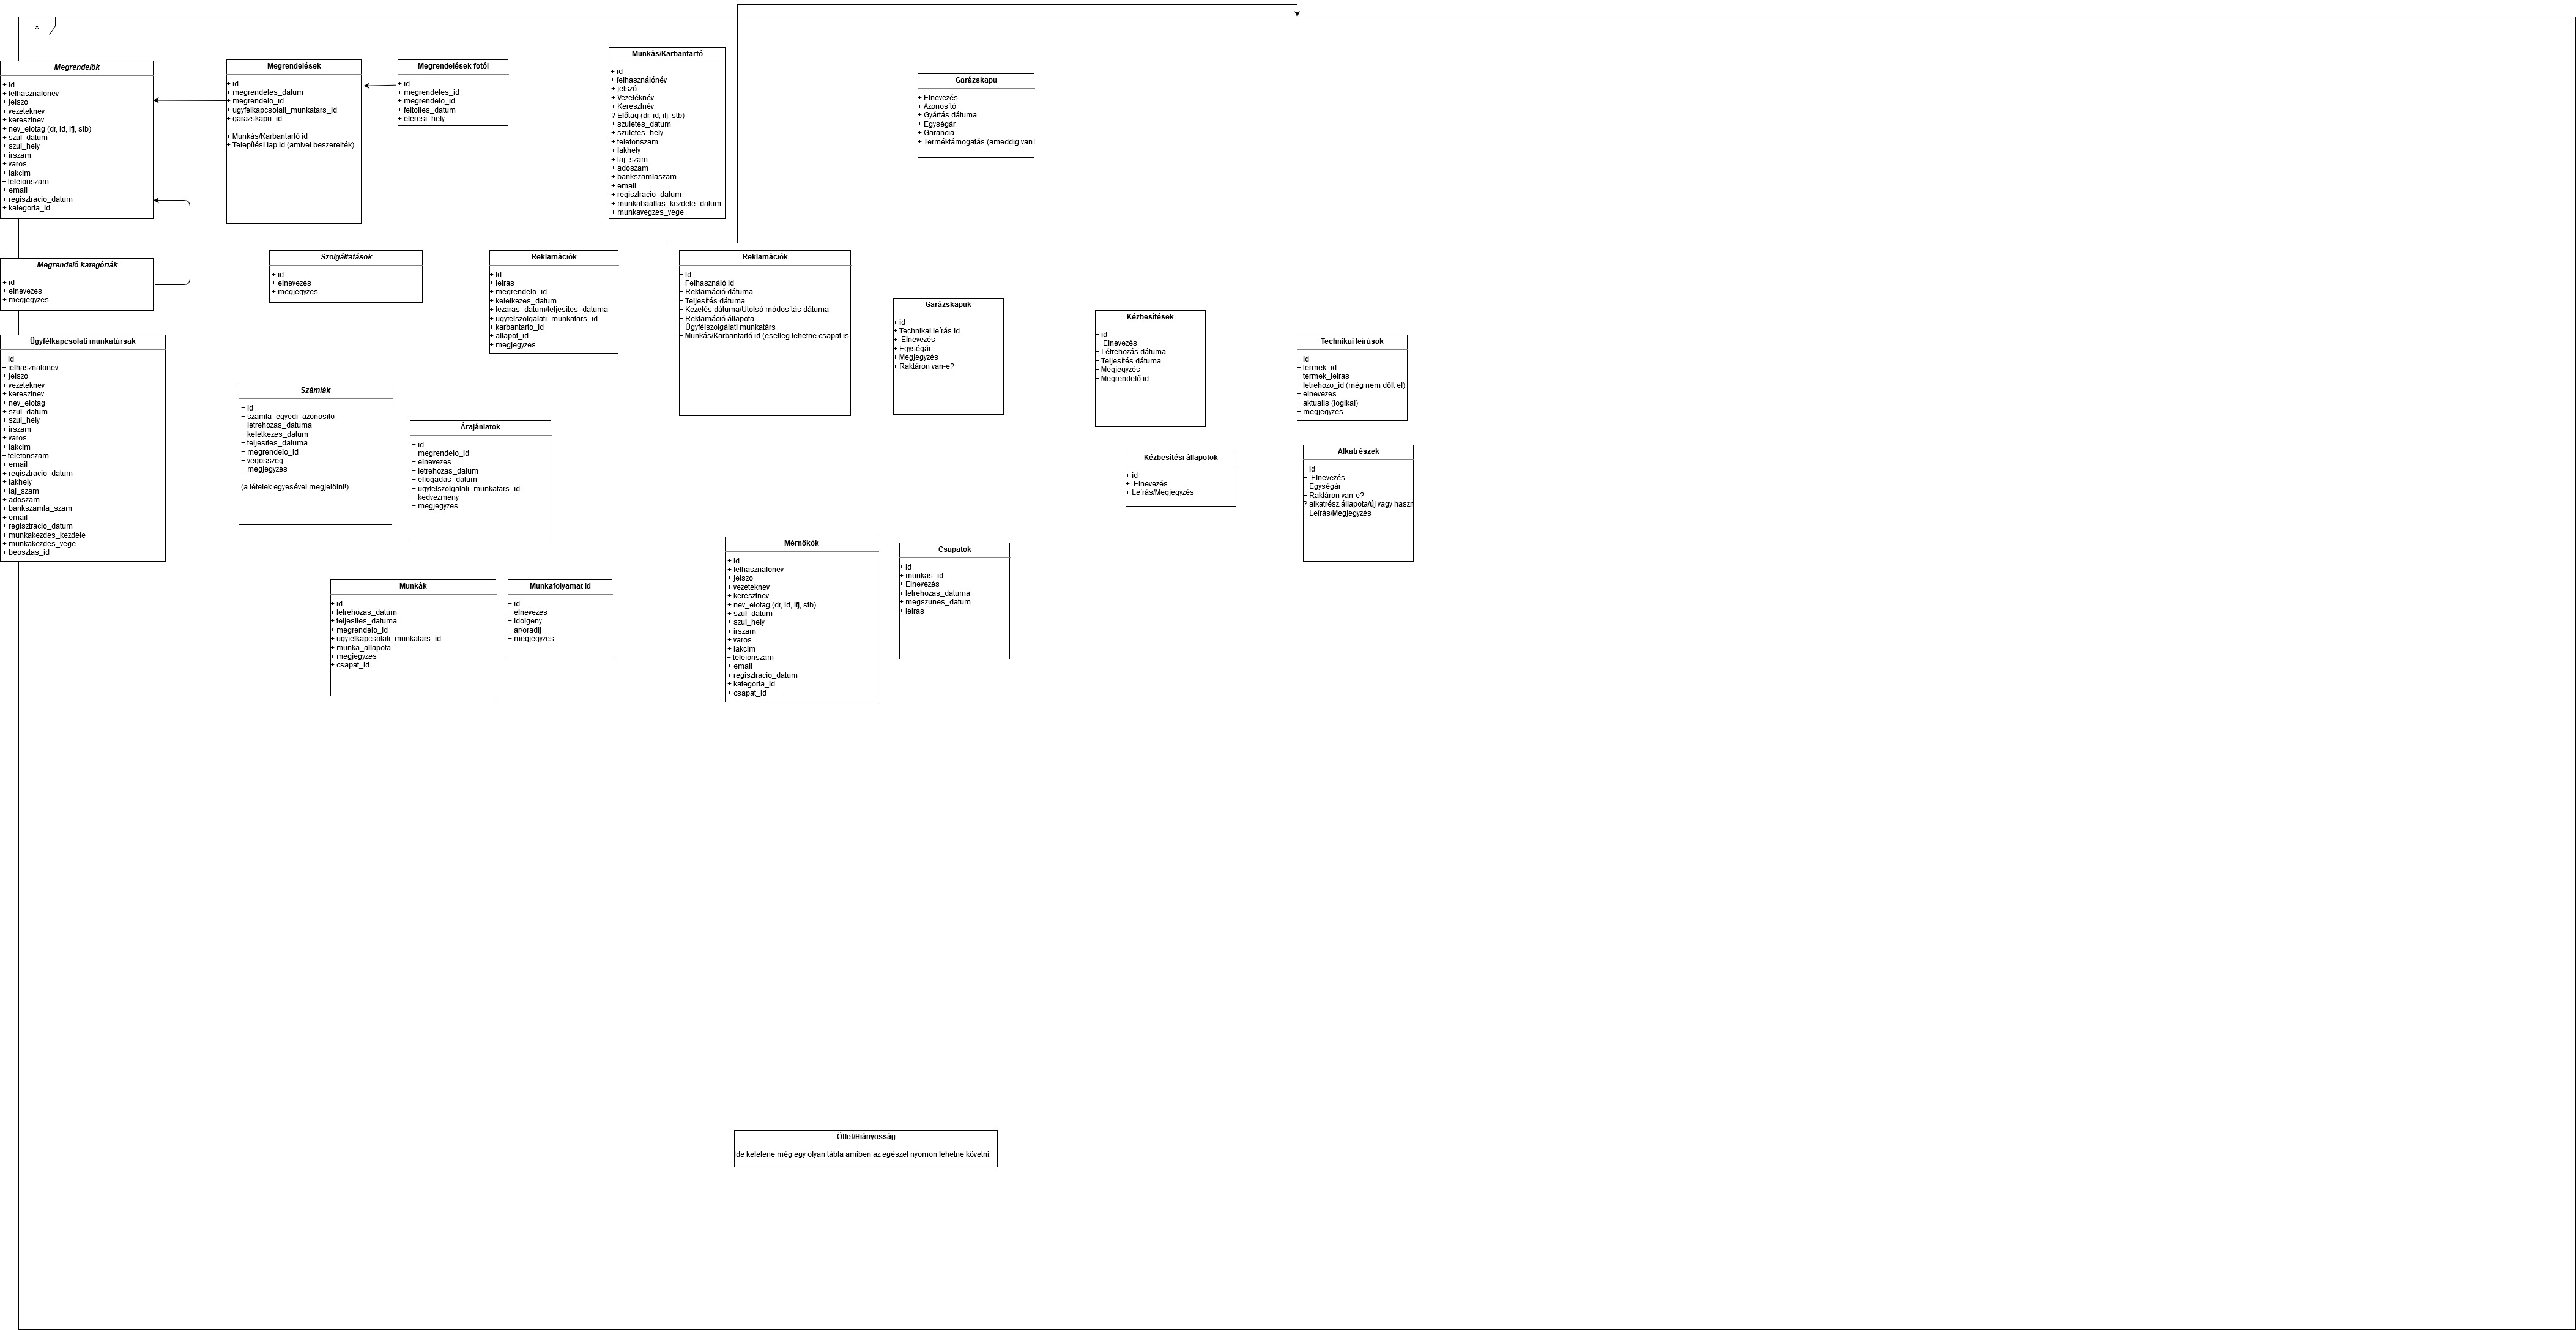 ×
Megrendelők
+ id
+ felhasznalonev
+ jelszo
+ vezeteknev
+ keresztnev
+ nev_elotag (dr, id, ifj, stb)
+ szul_datum
+ szul_hely
+ irszam
+ varos
+ lakcim
+ telefonszam
+ email
+ regisztracio_datum
+ kategoria_id
Megrendelések
+ id
+ megrendeles_datum
+ megrendelo_id
+ ugyfelkapcsolati_munkatars_id
+ garazskapu_id
+ Munkás/Karbantartó id
+ Telepítési lap id (amivel beszerelték)
Megrendelések fotói
+ id
+ megrendeles_id
+ megrendelo_id
+ feltoltes_datum
+ eleresi_hely
Munkás/Karbantartó
+ id
+ felhasználónév
+ jelszó
+ Vezetéknév
+ Keresztnév
? Előtag (dr, id, ifj, stb)
+ szuletes_datum
+ szuletes_hely
+ telefonszam
+ lakhely
+ taj_szam
+ adoszam
+ bankszamlaszam
+ email
+ regisztracio_datum
+ munkabaallas_kezdete_datum
+ munkavegzes_vege
Garázskapu
+ Elnevezés
+ Azonosító
+ Gyártás dátuma
+ Egységár
+ Garancia
+ Terméktámogatás (ameddig van
Megrendelő kategóriák
+ id
+ elnevezes
+ megjegyzes
Szolgáltatások
+ id
+ elnevezes
+ megjegyzes
Reklamációk
+ Id
+ leiras
+ megrendelo_id
+ keletkezes_datum
+ lezaras_datum/teljesites_datuma
+ ugyfelszolgalati_munkatars_id
+ karbantarto_id
+ allapot_id
+ megjegyzes
Reklamációk
+ Id
+ Felhasználó id
+ Reklamáció dátuma
+ Teljesítés dátuma
+ Kezelés dátuma/Utolsó módosítás dátuma
+ Reklamáció állapota
+ Ügyfélszolgálati munkatárs
+ Munkás/Karbantartó id (esetleg lehetne csapat is,
Garázskapuk
+ id
+ Technikai leírás id
+ Elnevezés
+ Egységár
+ Megjegyzés
+ Raktáron van-e?
Kézbesítések
+ id
+ Elnevezés
+ Létrehozás dátuma
+ Teljesítés dátuma
+ Megjegyzés
+ Megrendelő id
Technikai leírások
+ id
+ termek_id
+ termek_leiras
+ letrehozo_id (még nem dőlt el)
+ elnevezes
+ aktualis (logikai)
+ megjegyzes
Ügyfélkapcsolati munkatársak
+ id
+ felhasznalonev
+ jelszo
+ vezeteknev
+ keresztnev
+ nev_elotag
+ szul_datum
+ szul_hely
+ irszam
+ varos
+ lakcim
+ telefonszam
+ email
+ regisztracio_datum
+ lakhely
+ taj_szam
+ adoszam
+ bankszamla_szam
+ email
+ regisztracio_datum
+ munkakezdes_kezdete
+ munkakezdes_vege
+ beosztas_id
Számlák
+ id
+ szamla_egyedi_azonosito
+ letrehozas_datuma
+ keletkezes_datum
+ teljesites_datuma
+ megrendelo_id
+ vegosszeg
+ megjegyzes
(a tételek egyesével megjelölni!)
Árajánlatok
+ id
+ megrendelo_id
+ elnevezes
+ letrehozas_datum
+ elfogadas_datum
+ ugyfelszolgalati_munkatars_id
+ kedvezmeny
+ megjegyzes
Kézbesítési állapotok
+ id
+ Elnevezés
+ Leírás/Megjegyzés
Alkatrészek
+ id
+ Elnevezés
+ Egységár
+ Raktáron van-e?
? alkatrész állapota/új vagy haszn
+ Leírás/Megjegyzés
Munkák
+ id
+ letrehozas_datum
+ teljesites_datuma
+ megrendelo_id
+ ugyfelkapcsolati_munkatars_id
+ munka_allapota
+ megjegyzes
+ csapat_id
Munkafolyamat id
+ id
+ elnevezes
+ idoigeny
+ ar/oradij
+ megjegyzes
Mérnökök
+ id
+ felhasznalonev
+ jelszo
+ vezeteknev
+ keresztnev
+ nev_elotag (dr, id, ifj, stb)
+ szul_datum
+ szul_hely
+ irszam
+ varos
+ lakcim
+ telefonszam
+ email
+ regisztracio_datum
+ kategoria_id
+ csapat_id
Csapatok
+ id
+ munkas_id
+ Elnevezés
+ letrehozas_datuma
+ megszunes_datum
+ leiras
Ötlet/Hiányosság
Ide kelelene még egy olyan tábla amiben az egészet nyomon lehetne követni.